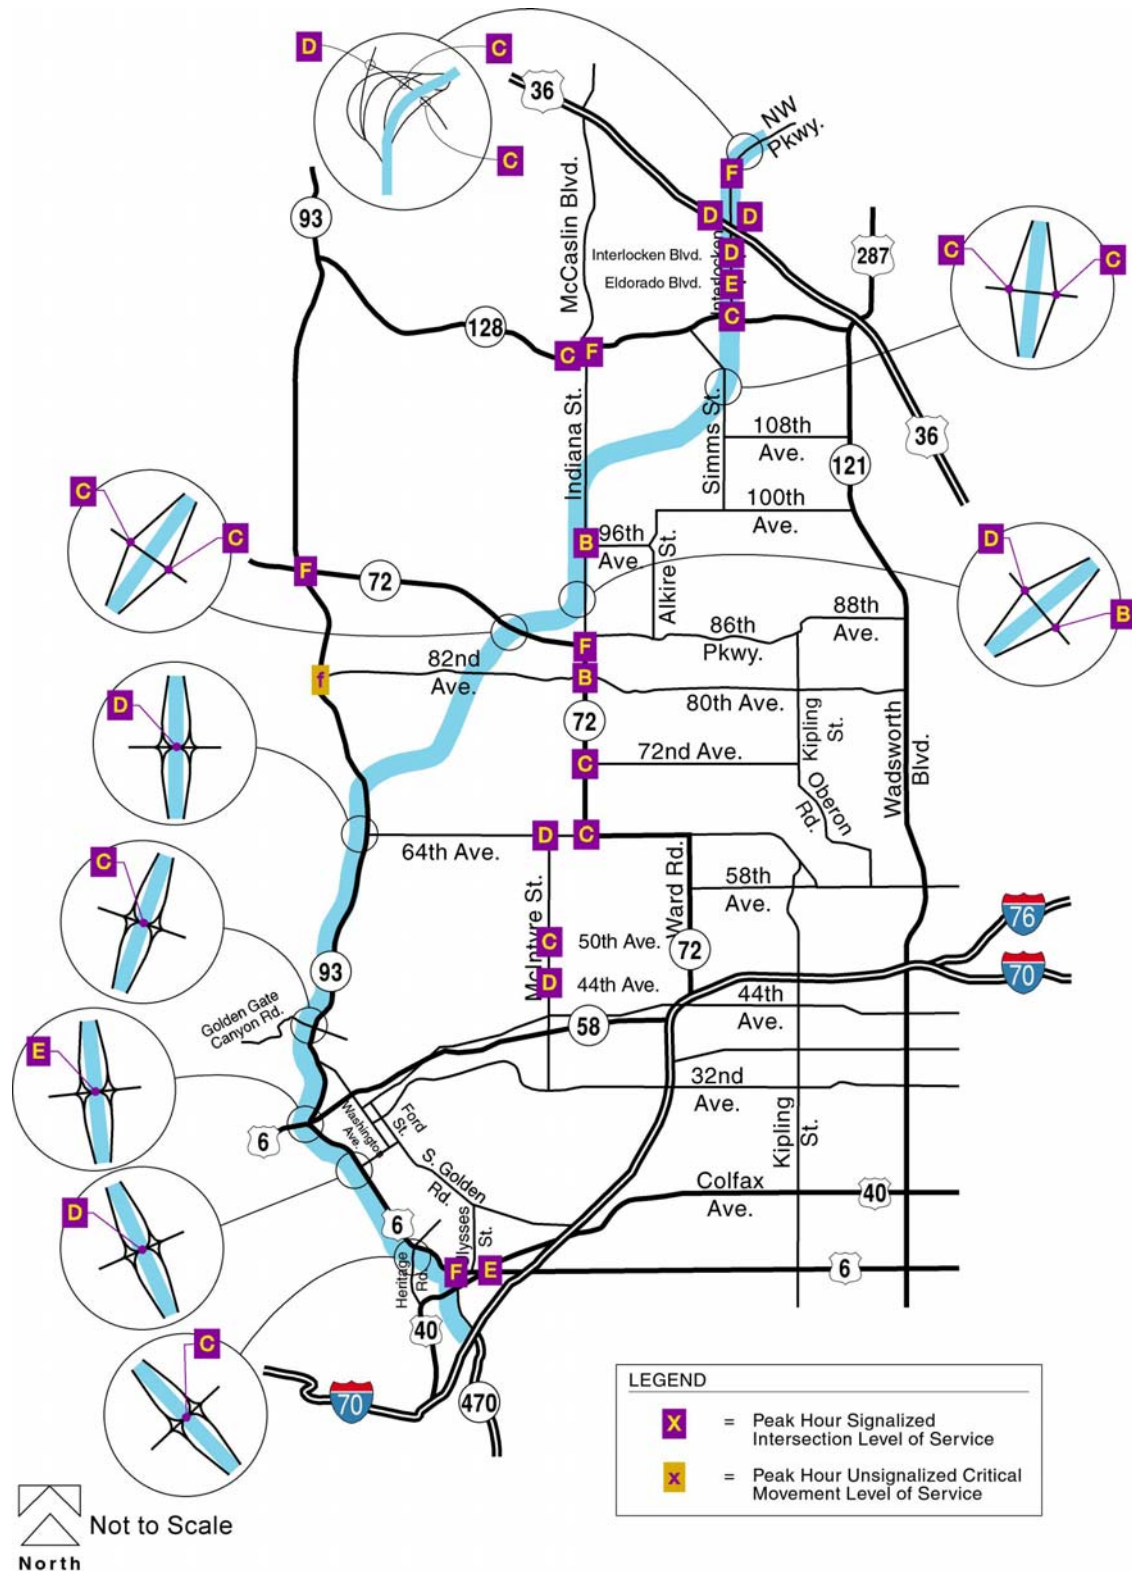 D
C
36
NW
Pkwy.
C
F
93
McCaslin Blvd.
D
D
C
C
287
Interlocken Blvd.
D
Interlocken
Eldorado Blvd.
E
C
128
C
F
Indiana St.
Simms St.
108th
Ave.
36
121
C
100th
Ave.
C
B
96th
Ave.
D
F
72
Alkire St.
88th
Ave.
B
86th
Pkwy.
F
82nd
Ave.
f
B
80th Ave.
D
72
Kipling
St.
Wadsworth
Blvd.
72nd Ave.
C
Oberon
Rd.
D
C
64th Ave.
C
McIntyre St.
Ward Rd.
58th
Ave.
76
C
50th Ave.
72
93
70
D
44th Ave.
44th
Ave.
Golden Gate
Canyon Rd.
58
E
32nd
Ave.
Washington
Ave.
Ford
St.
6
Kipling
St.
S. Golden
Rd.
Colfax
Ave.
40
D
6
Ulysses
St.
Heritage
Rd.
F
E
6
40
C
70
470
LEGEND
X = Peak Hour Signalized
Intersection Level of Service
x = Peak Hour Unsignalized Critical
Movement Level of Service
Not to Scale
North